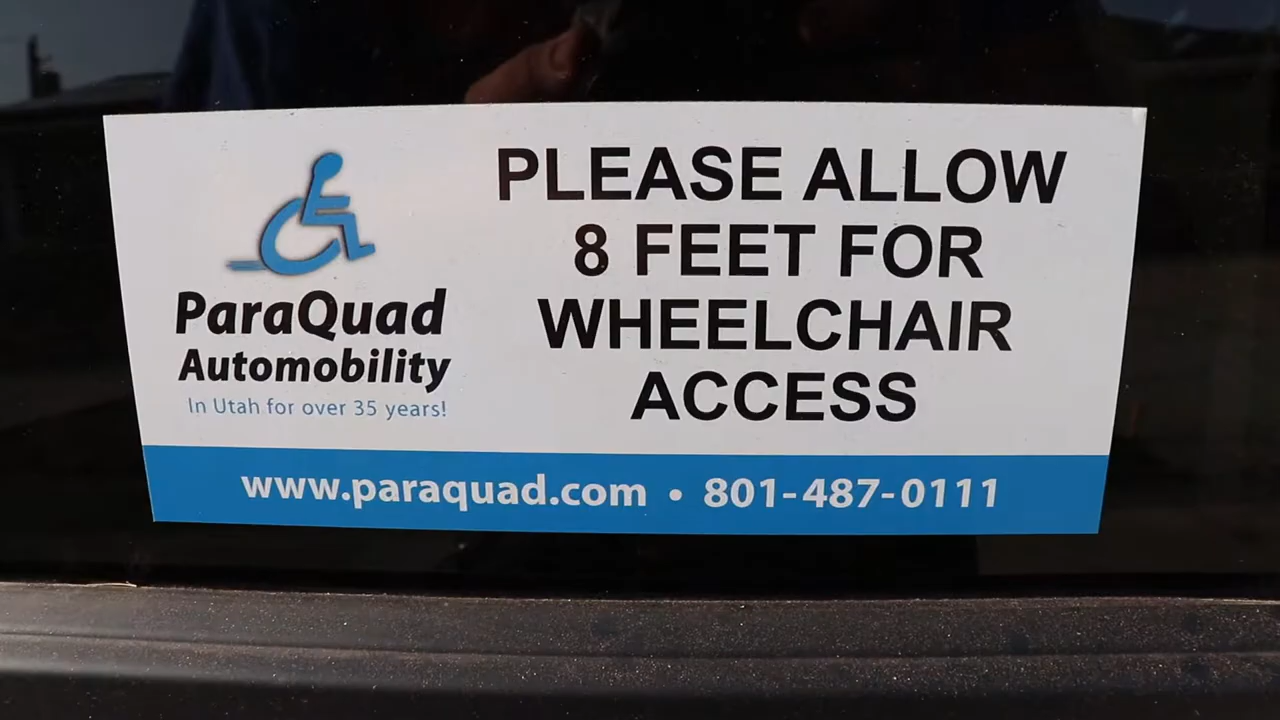 ParaQuad
Automobility
In Utah for over 35 years!
PLEASE ALLOW
8 FEET FOR
WHEELCHAIR
ACCESS
www.paraquad.com • 801-487-0111